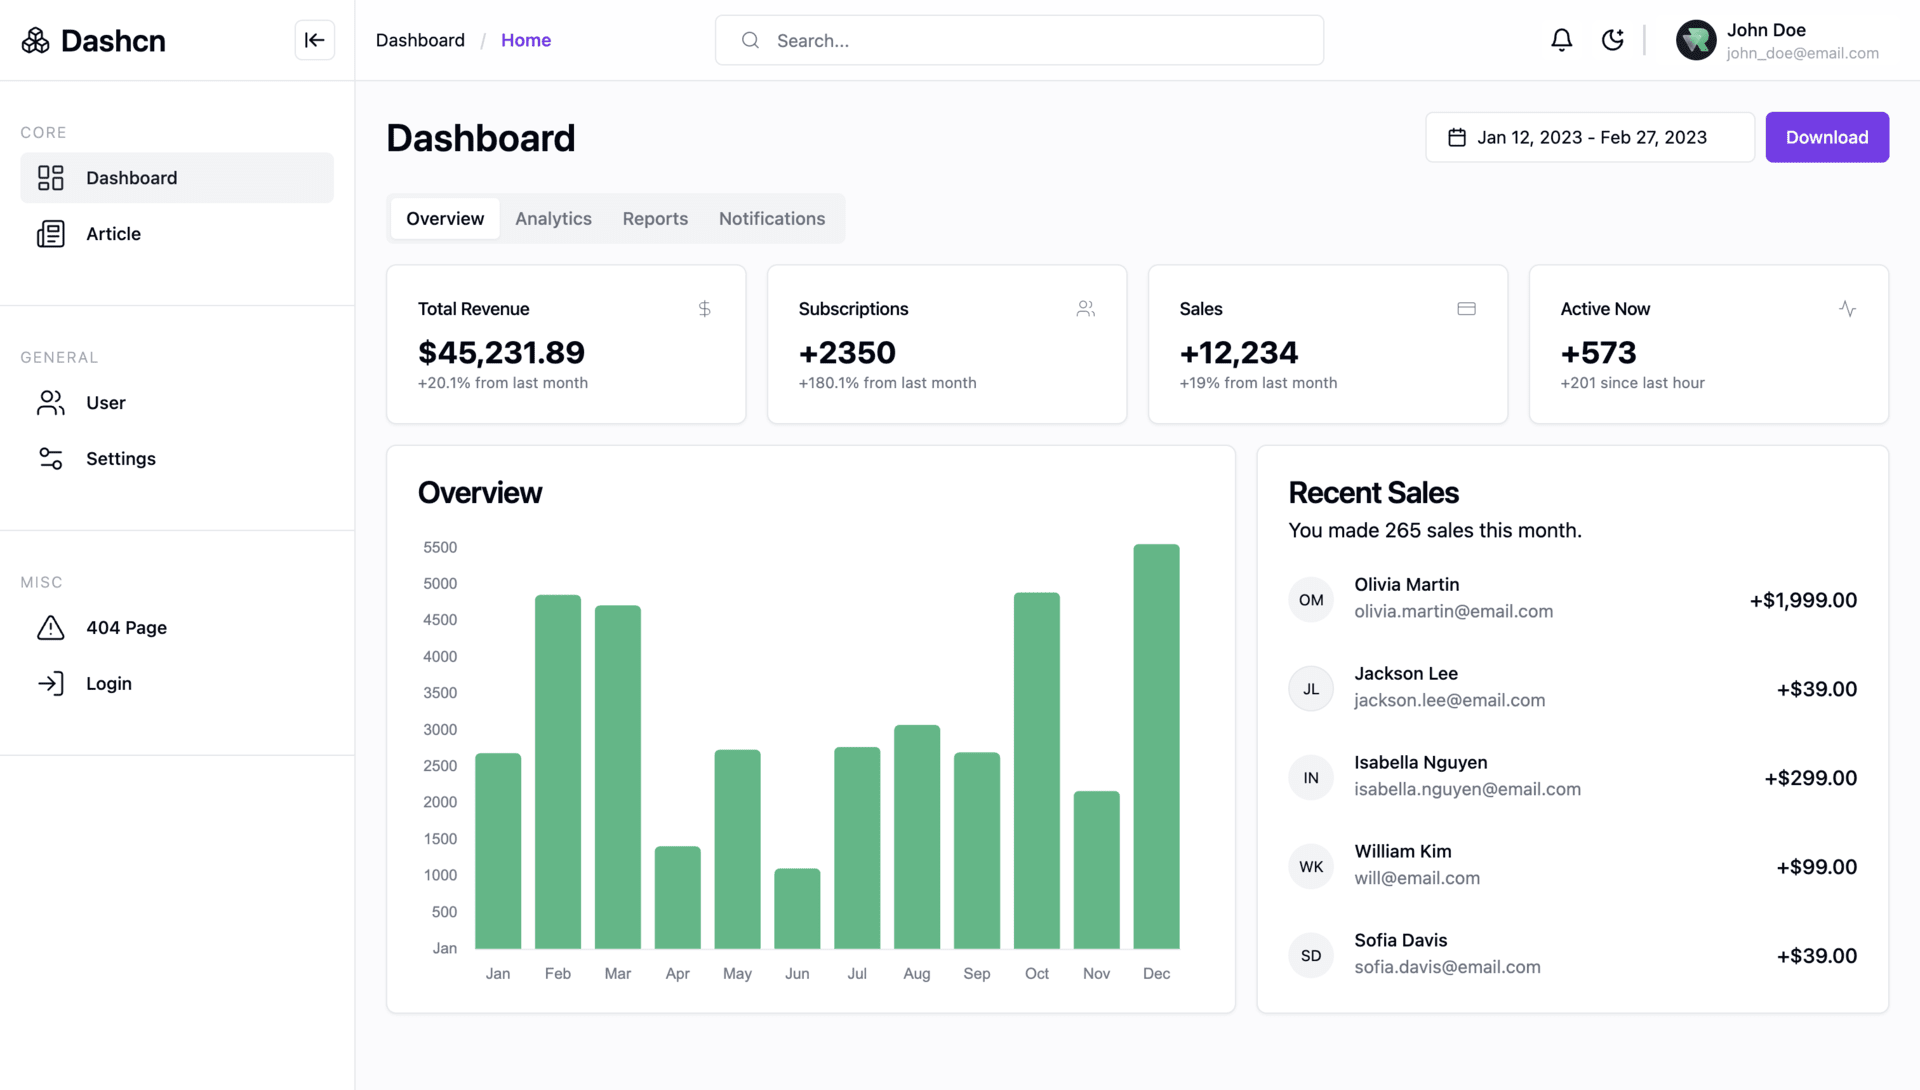 Dashcn
Dashboard / Home
Search...
John Doe
john_doe@email.com
CORE
Dashboard
Article
GENERAL
User
Settings
MISC
404 Page
Login
Dashboard
Jan 12, 2023 - Feb 27, 2023
Download
Overview Analytics Reports Notifications
Total Revenue
$45,231.89
+20.1% from last month
Subscriptions
+2350
+180.1% from last month
Sales
+12,234
+19% from last month
Active Now
+573
+201 since last hour
Overview
5500
5000
4500
4000
3500
3000
2500
2000
1500
1000
500
Jan
Jan Feb Mar Apr May Jun Jul Aug Sep Oct Nov Dec
Recent Sales
You made 265 sales this month.
OM
Olivia Martin
olivia.martin@email.com
+$1,999.00
JL
Jackson Lee
jackson.lee@email.com
+$39.00
IN
Isabella Nguyen
isabella.nguyen@email.com
+$299.00
WK
William Kim
will@email.com
+$99.00
SD
Sofia Davis
sofia.davis@email.com
+$39.00